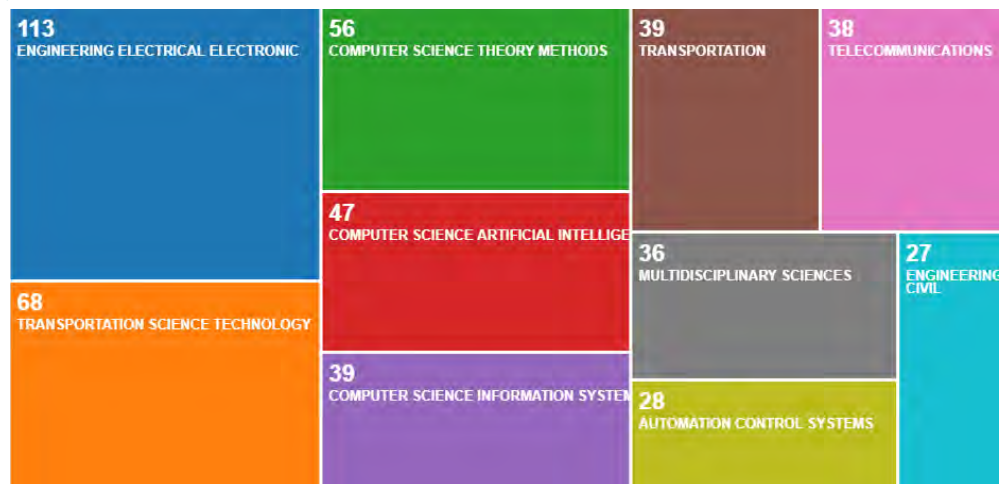 113
ENGINEERING ELECTRICAL ELECTRONIC
56
COMPUTER SCIENCE THEORY METHODS
39
TRANSPORTATION
38
TELECOMMUNICATIONS
47
COMPUTER SCIENCE ARTIFICIAL INTELLIGE
36
MULTIDISCIPLINARY SCIENCES
27
ENGINEERING
CIVIL
68
TRANSPORTATION SCIENCE TECHNOLOGY
39
COMPUTER SCIENCE INFORMATION SYSTEM
28
AUTOMATION CONTROL SYSTEMS